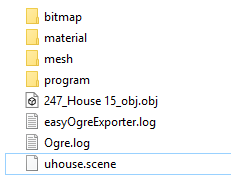 bitmap
material
mesh
program
247_House 15_obj.obj
easyOgreExporter.log
Ogre.log
uhouse.scene